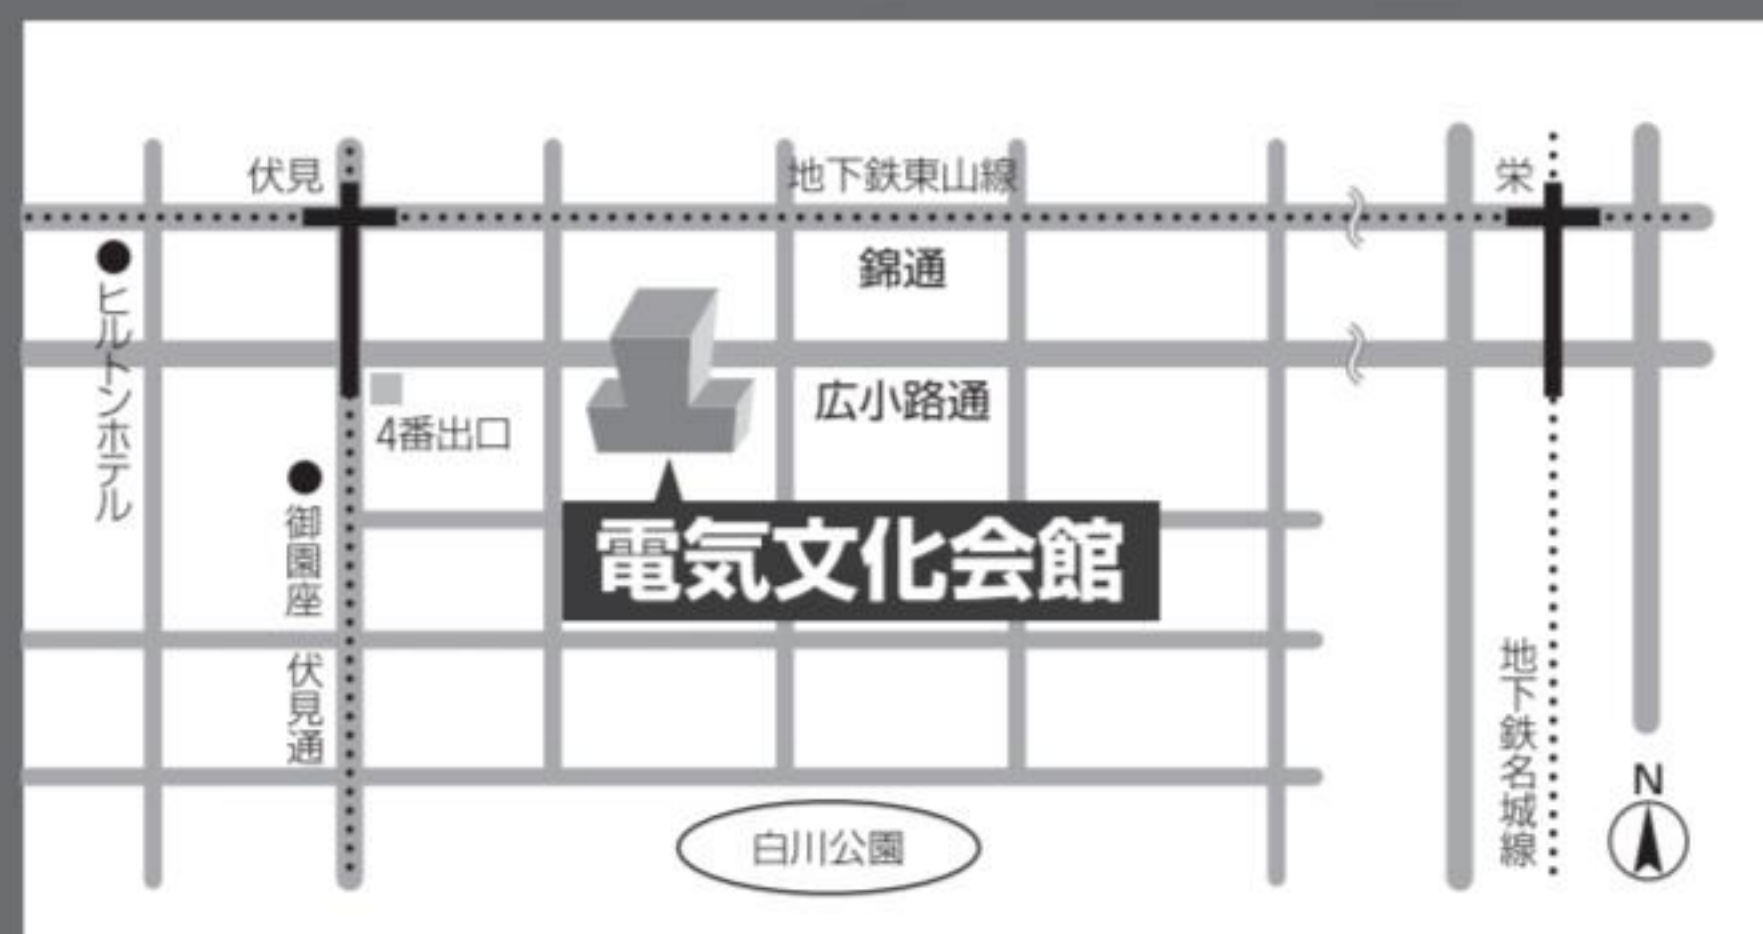 伏見
地下鉄東山線
栄
錦通
ヒルトンホテル
広小路通
4番出口
御園座
電気文化会館
伏見通
地下鉄名城線
N
白川公園